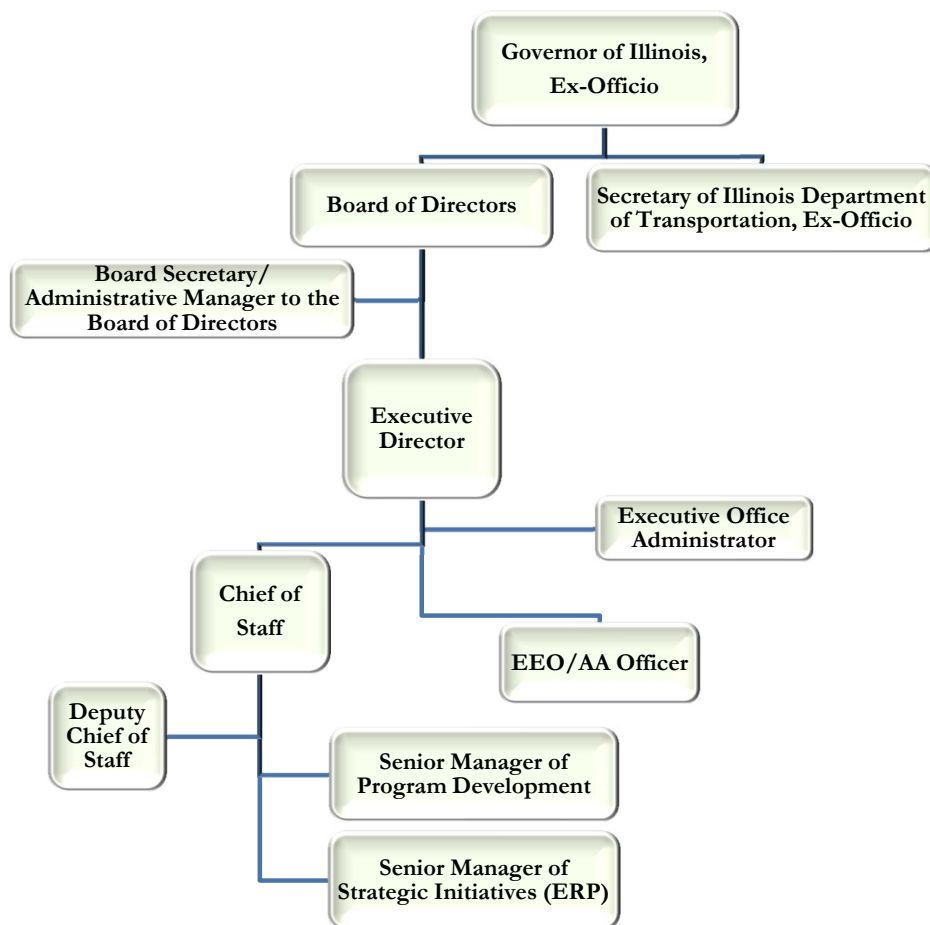 Governor of Illinois,
Ex-Officio
Board of Directors
Secretary of Illinois Department
of Transportation, Ex-Officio
Board Secretary/
Administrative Manager to the
Board of Directors
Executive
Director
Executive Office
Administrator
Chief of
Staff
EEO/AA Officer
Deputy
Chief of
Staff
Senior Manager of
Program Development
Senior Manager of
Strategic Initiatives (ERP)